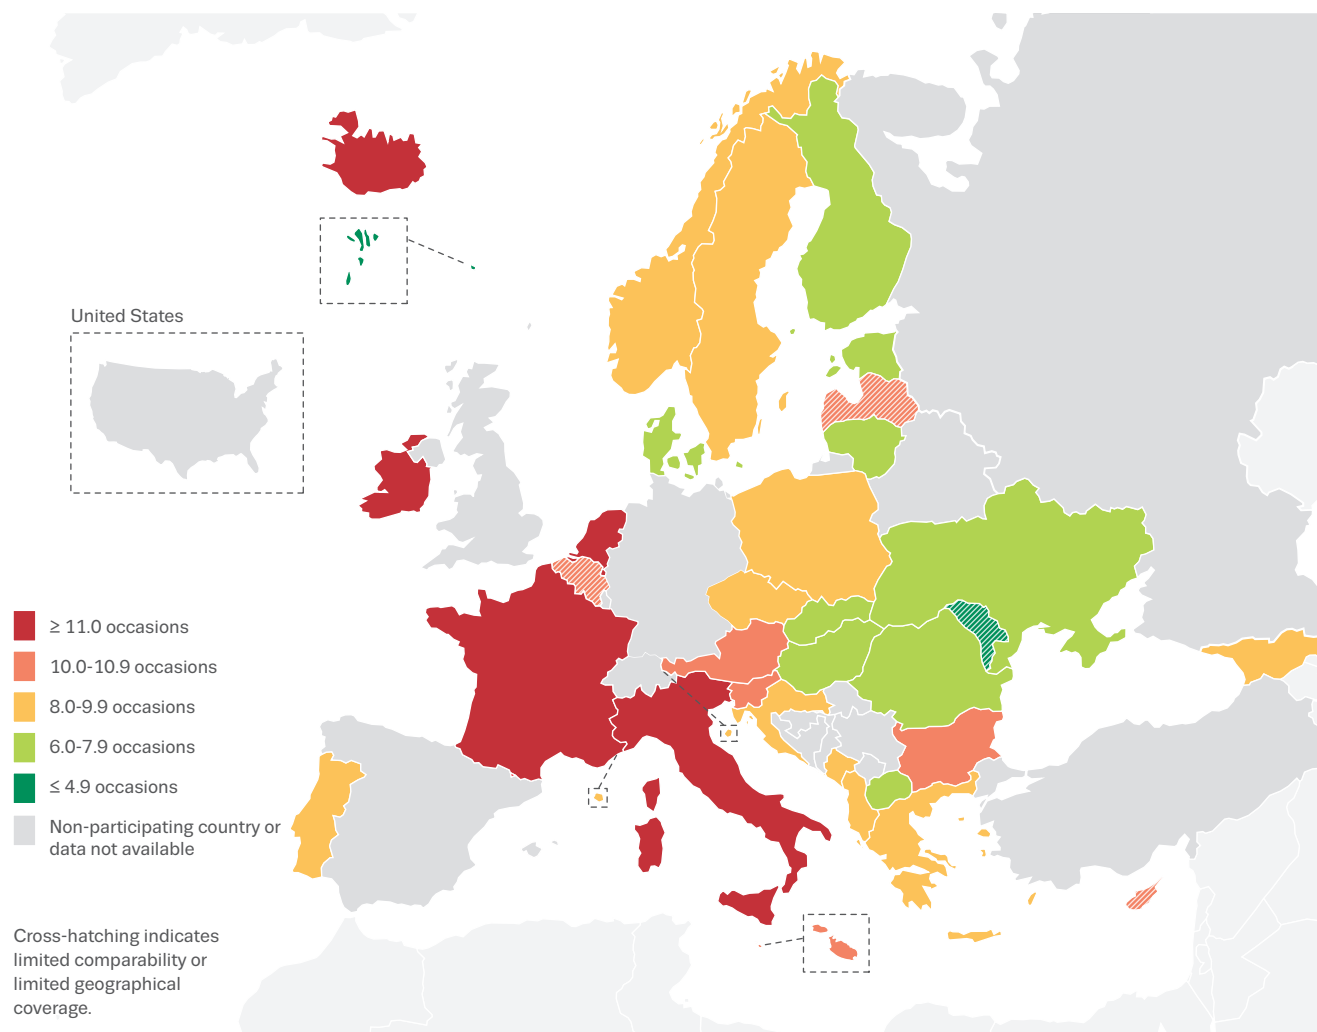 United States
≥ 11.0 occasions
10.0-10.9 occasions
8.0-9.9 occasions
6.0-7.9 occasions
≤ 4.9 occasions
Non-participating country or
data not available
Cross-hatching indicates
limited comparability or
limited geographical
coverage.